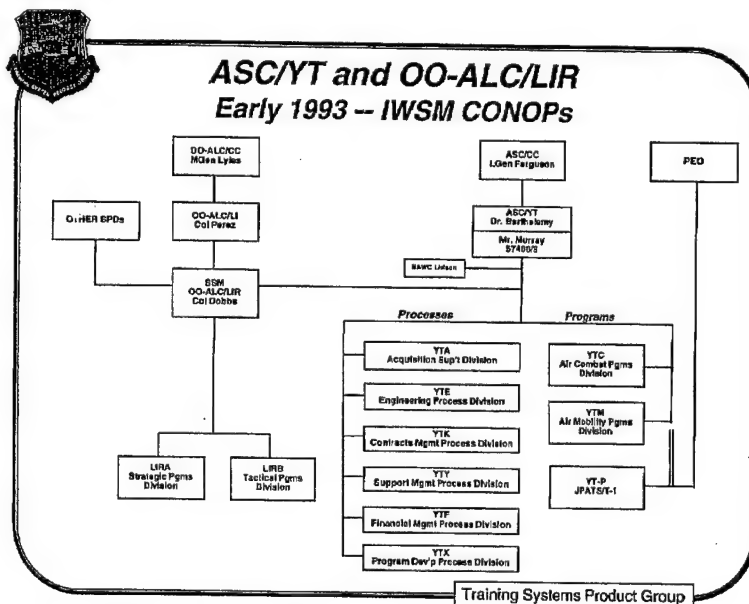 ASC/YT and OO-ALC/LIR
Early 1993 -- IWSM CONOPs
OO-ALC/CC
MGen Lyles
ASC/CC
LGen Ferguson
PEO
OTHER SPDs
OO-ALC/LI
Col Perez
ASC/YT
Dr. Barthelemy
Mr. Murray
57406/8
NAWC Liaison
SSM
OO-ALC/LIR
Col Dobbs
Processes
Programs
YTA
Acquisition Sup't Division
YTE
Engineering Process Division
YTK
Contracts Mgmt Process Division
YTY
Support Mgmt Process Division
YTF
Financial Mgmt Process Division
YTX
Program Dev'p Process Division
YTC
Air Combat Pgms
Division
YTM
Air Mobility Pgms
Division
YT-P
JPATS/T-1
LIRA
Strategic Pgms
Division
LIRB
Tactical Pgms
Division
Training Systems Product Group